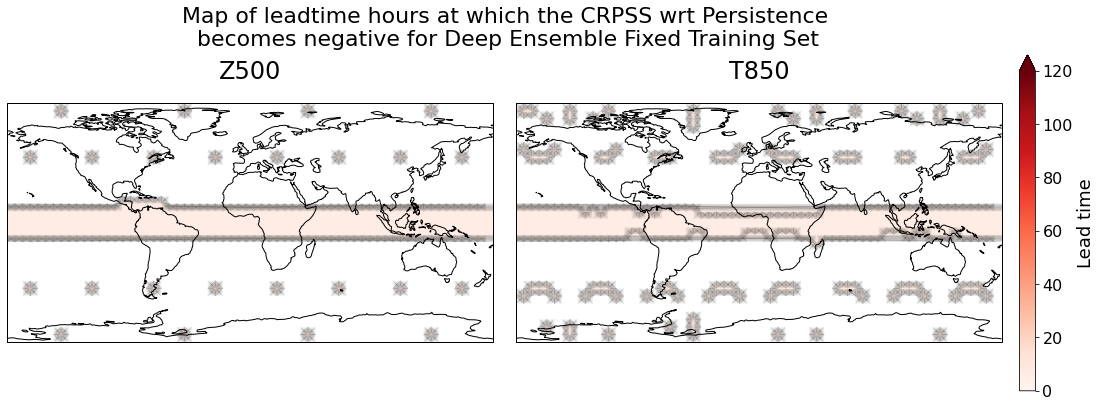 Map of leadtime hours at which the CRPSS wrt Persistence
becomes negative for Deep Ensemble Fixed Training Set
Z500
T850
120
100
80
60
40
20
0
Lead time